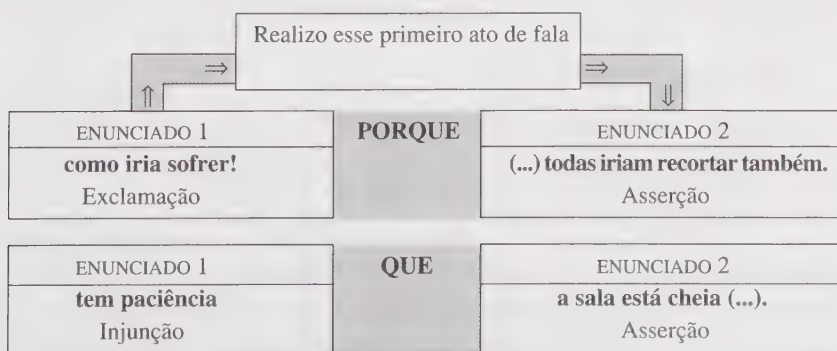 Realizo esse primeiro ato de fala
⇒ ⇒
⇑ ⇓
ENUNCIADO 1 PORQUE ENUNCIADO 2
como iria sofrer! (...) todas iriam recortar também.
Exclamação Asserção
ENUNCIADO 1 QUE ENUNCIADO 2
tem paciência a sala está cheia (...).
Injunção Asserção